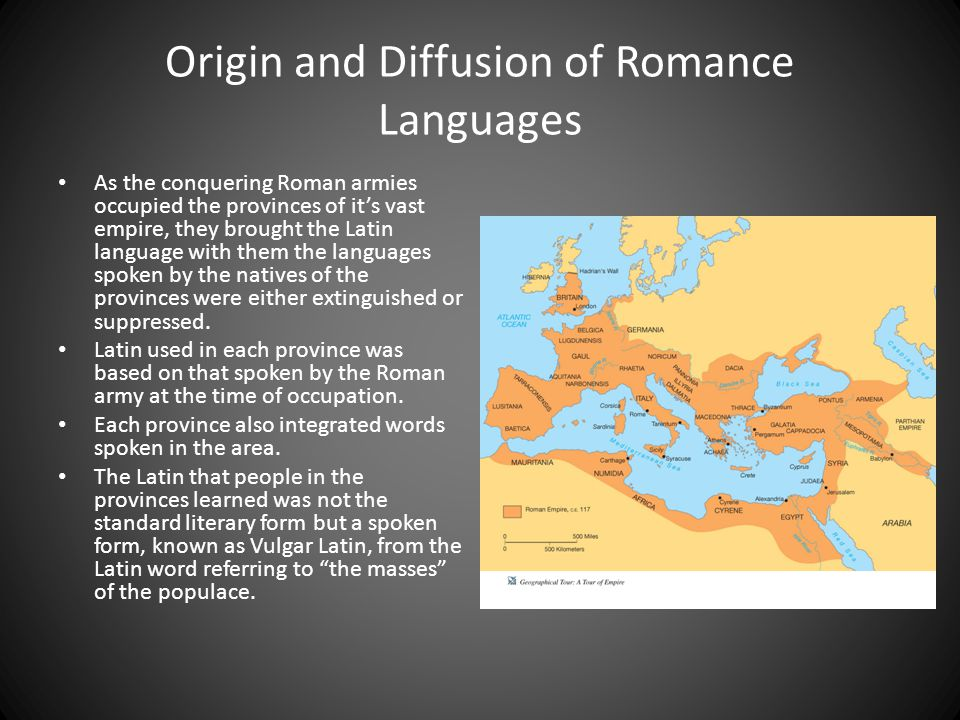 Origin and Diffusion of Romance
Languages
• As the conquering Roman armies
occupied the provinces of it’s vast
empire, they brought the Latin
language with them the languages
spoken by the natives of the
provinces were either extinguished or
suppressed.
• Latin used in each province was
based on that spoken by the Roman
army at the time of occupation.
• Each province also integrated words
spoken in the area.
• The Latin that people in the
provinces learned was not the
standard literary form but a spoken
form, known as Vulgar Latin, from the
Latin word referring to “the masses”
of the populace.
Hadrian's Wall
HIBERNIA
BRITAIN
London
ATLANTIC
OCEAN
BELGICA
GERMANIA
LUGDUNENSIS
GAUL
NORICUM
RHAETIA
PANNONIA
ILLYRIA
DALMATIA
DACIA
Danube R.
Caspian Sea
AQUITANIA
NARBONENSIS
TARRACONENSIS
LUSITANIA
BAETICA
Corsica
Sardinia
ITALY
Rome
Tarentum
Black Sea
THRACE
Byzantium
MACEDONIA
PONTUS
ARMENIA
GALATIA
CAPPADOCIA
Pergamum
Athens
ACHAEA
Sicily
Syracuse
Mediterranean Sea
Crete
Cyprus
MESOPOTAMIA
PARTHIAN
EMPIRE
Babylon
SYRIA
JUDAEA
Jerusalem
MAURITANIA
Carthage
NUMIDIA
AFRICA
Cyrene
CYRENE
Alexandria
EGYPT
ARABIA
Red Sea
Roman Empire, C.E. 117
0 500 Miles
0 500 Kilometers
Geographical Tour: A Tour of Empire